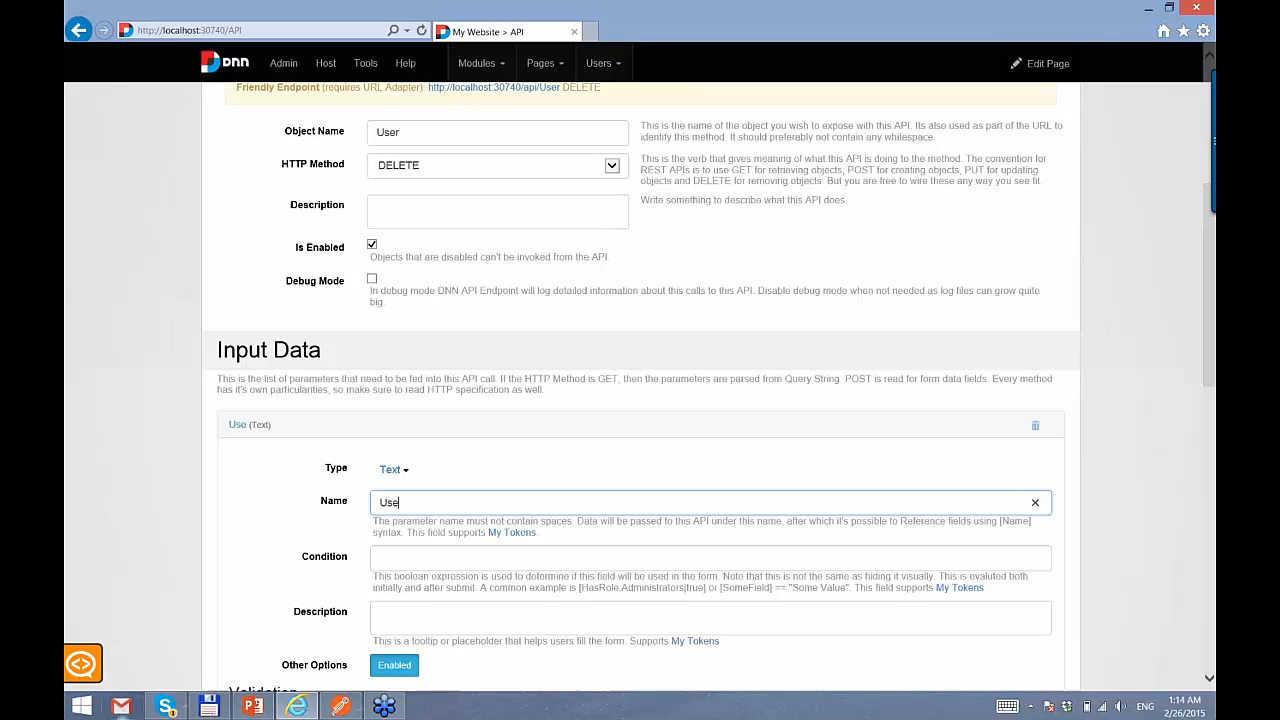 http://localhost:30740/API
My Website > API
DNN
Admin
Host
Tools
Help
Modules
Pages
Users
Edit Page
Friendly Endpoint (requires URL Adapter): http://localhost:30740/api/User DELETE
Object Name
User
This is the name of the object you wish to expose with this API. Its also used as part of the URL to
identify this method. It should preferably not contain any whitespace.
HTTP Method
DELETE
This is the verb that gives meaning of what this API is doing to the method. The convention for
REST APIs is to use GET for retrieving objects, POST for creating objects, PUT for updating
objects and DELETE for removing objects. But you are free to wire these any way you see fit.
Description
Write something to describe what this API does.
Is Enabled
Objects that are disabled can't be invoked from the API.
Debug Mode
In debug mode DNN API Endpoint will log detailed information about this calls to this API. Disable debug mode when not needed as log files can grow quite
big.
Input Data
This is the list of parameters that need to be fed into this API call. If the HTTP Method is GET, then the parameters are parsed from Query String. POST is read for form data fields. Every method
has it's own particularities, so make sure to read HTTP specification as well.
Use (Text)
Type
Text
Name
Use
The parameter name must not contain spaces. Data will be passed to this API under this name, after which it's possible to Reference fields using [Name]
syntax. This field supports My Tokens.
Condition
This boolean expression is used to determine if this field will be used in the form. Note that this is not the same as hiding it visually. This is evaluted both
initially and after submit. A common example is [HasRole:Administrators|true] or [SomeField] == "Some Value". This field supports My Tokens
Description
This is a tooltip or placeholder that helps users fill the form. Supports My Tokens
Other Options
Enabled
Validation
ENG
1:14 AM
2/26/2015